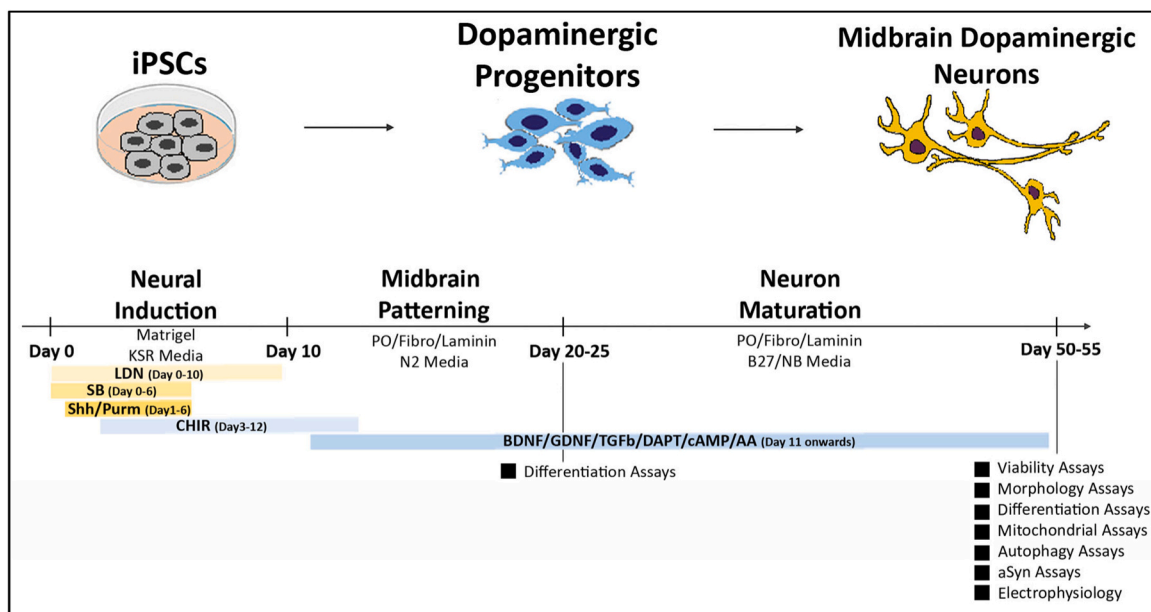 iPSCs
Dopaminergic
Progenitors
Midbrain Dopaminergic
Neurons
Neural
Induction
Midbrain
Patterning
Neuron
Maturation
Day 0
Matrigel
KSR Media
Day 10
PO/Fibro/Laminin
N2 Media
Day 20-25
PO/Fibro/Laminin
B27/NB Media
Day 50-55
LDN (Day 0-10)
SB (Day 0-6)
Shh/Purm (Day1-6)
CHIR (Day3-12)
BDNF/GDNF/TGFb/DAPT/cAMP/AA (Day 11 onwards)
Differentiation Assays
Viability Assays
Morphology Assays
Differentiation Assays
Mitochondrial Assays
Autophagy Assays
aSyn Assays
Electrophysiology